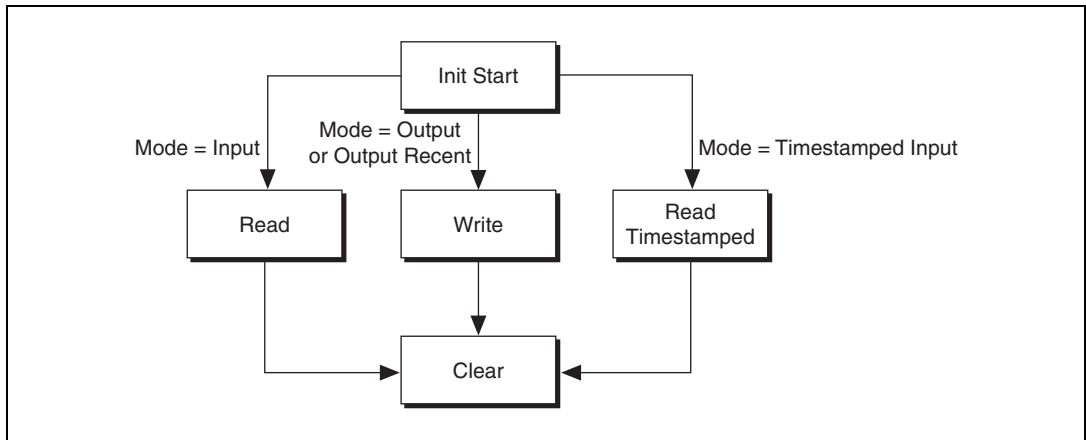 Init Start
Mode = Input
Mode = Output
or Output Recent
Mode = Timestamped Input
Read
Write
Read
Timestamped
Clear